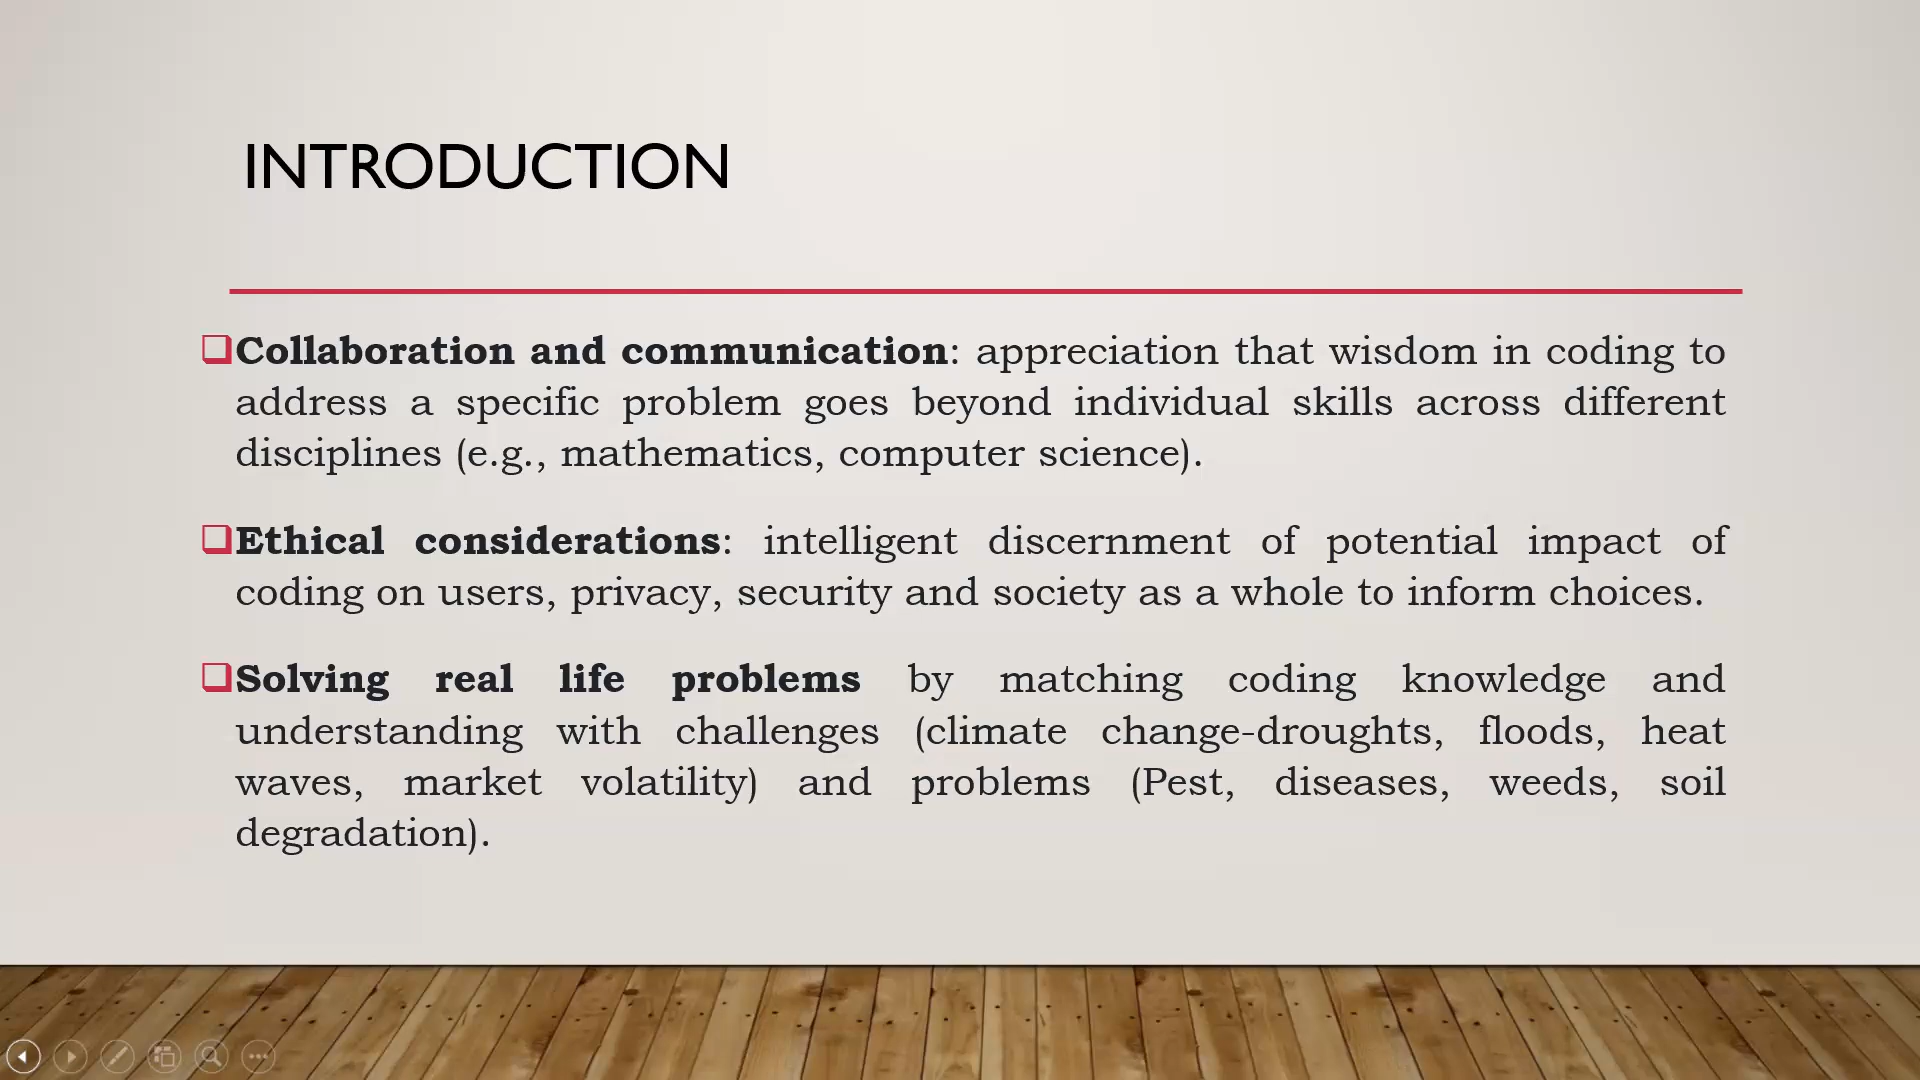 INTRODUCTION
Collaboration and communication: appreciation that wisdom in coding to
address a specific problem goes beyond individual skills across different
disciplines (e.g., mathematics, computer science).
Ethical considerations: intelligent discernment of potential impact of
coding on users, privacy, security and society as a whole to inform choices.
Solving real life problems by matching coding knowledge and
understanding with challenges (climate change-droughts, floods, heat
waves, market volatility) and problems (Pest, diseases, weeds, soil
degradation).